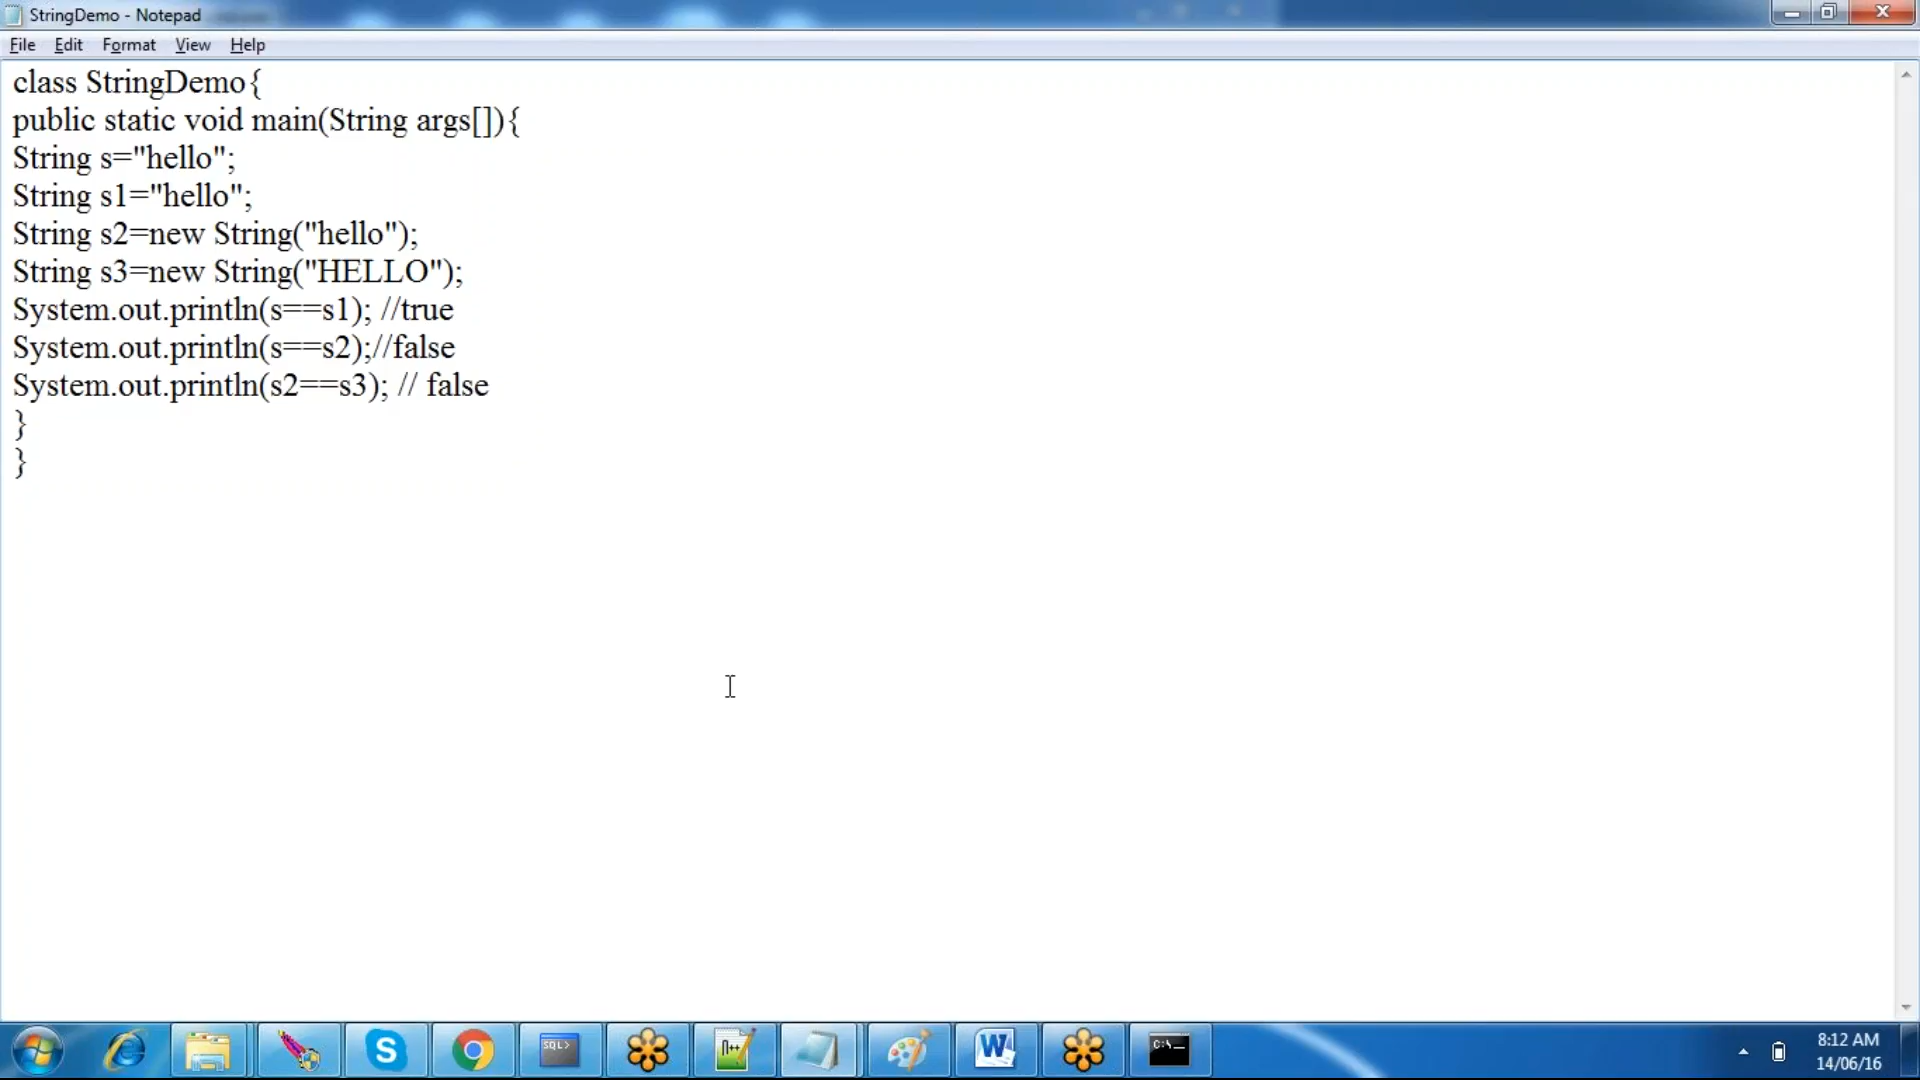 StringDemo - Notepad
File Edit Format View Help
class StringDemo{
public static void main(String args[]){
String s="hello";
String s1="hello";
String s2=new String("hello");
String s3=new String("HELLO");
System.out.println(s==s1); //true
System.out.println(s==s2);//false
System.out.println(s2==s3); // false
}
}
SQL>
N++
W
C:\_
8:12 AM
14/06/16